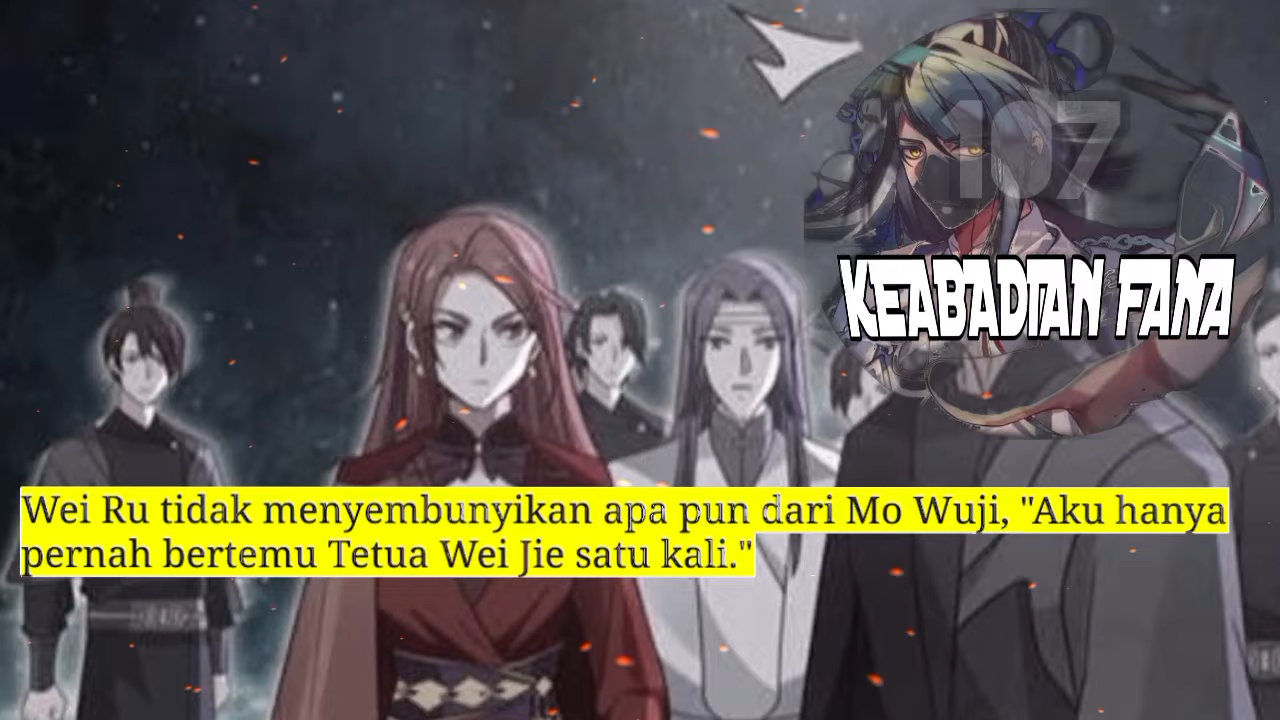 107
KEABADIAN FANA
Wei Ru tidak menyembunyikan apa pun dari Mo Wuji, "Aku hanya
pernah bertemu Tetua Wei Jie satu kali."